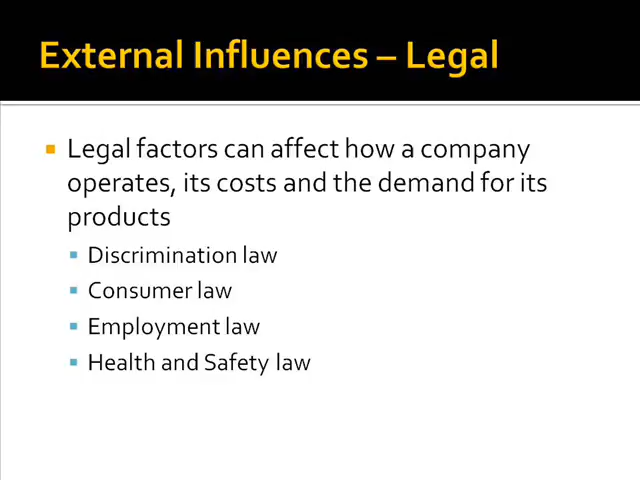 External Influences – Legal
Legal factors can affect how a company
operates, its costs and the demand for its
products
Discrimination law
Consumer law
Employment law
Health and Safety law